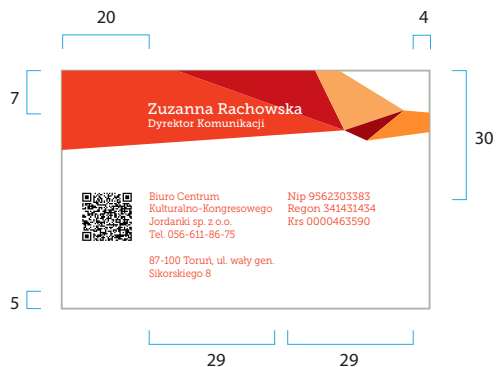 20
4
7
Zuzanna Rachowska
Dyrektor Komunikacji
30
Biuro Centrum
Kulturalno-Kongresowego
Jordanki sp. z o.o.
Tel. 056-611-86-75
87-100 Toruń, ul. wały gen.
Sikorskiego 8
Nip 9562303383
Regon 341431434
Krs 0000463590
5
29
29